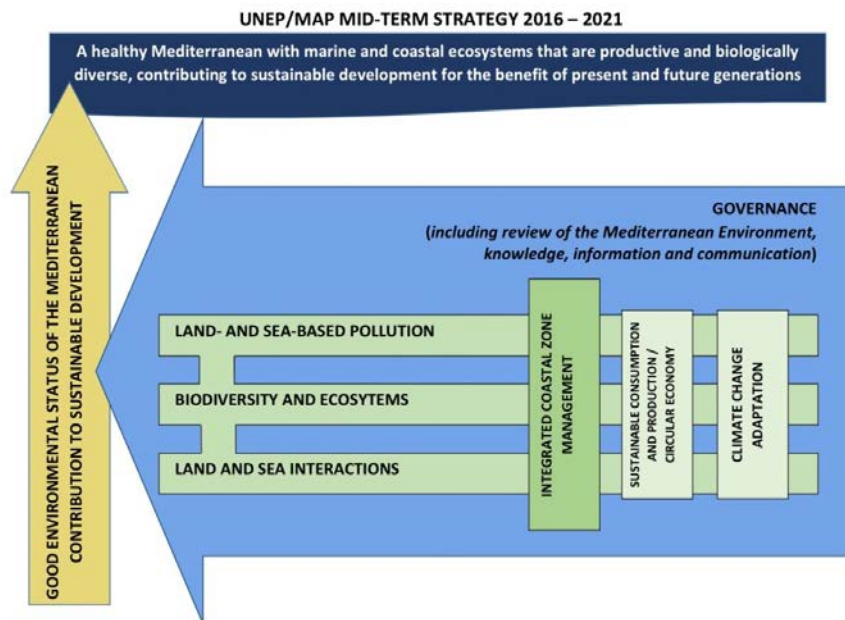 UNEP/MAP MID-TERM STRATEGY 2016 – 2021
A healthy Mediterranean with marine and coastal ecosystems that are productive and biologically
diverse, contributing to sustainable development for the benefit of present and future generations
GOOD ENVIRONMENTAL STATUS OF THE MEDITERRANEAN
CONTRIBUTION TO SUSTAINABLE DEVELOPMENT
GOVERNANCE
(including review of the Mediterranean Environment,
knowledge, information and communication)
LAND- AND SEA-BASED POLLUTION
BIODIVERSITY AND ECOSYTEMS
LAND AND SEA INTERACTIONS
INTEGRATED COASTAL ZONE
MANAGEMENT
SUSTAINABLE CONSUMPTION
AND PRODUCTION /
CIRCULAR ECONOMY
CLIMATE CHANGE
ADAPTATION